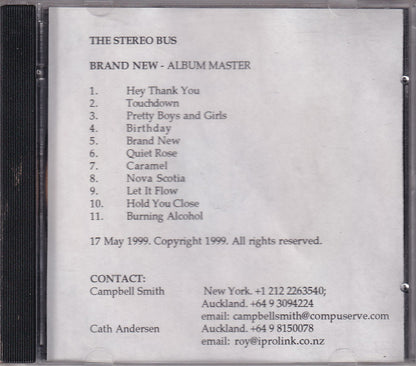 THE STEREO BUS
BRAND NEW - ALBUM MASTER
1. Hey Thank You
2. Touchdown
3. Pretty Boys and Girls
4. Birthday
5. Brand New
6. Quiet Rose
7. Caramel
8. Nova Scotia
9. Let It Flow
10. Hold You Close
11. Burning Alcohol
17 May 1999. Copyright 1999. All rights reserved.
CONTACT:
Campbell Smith New York. +1 212 2263540;
Auckland. +64 9 3094224
email: campbellsmith@compuserve.com
Cath Andersen Auckland. +64 9 8150078
email: roy@iprolink.co.nz